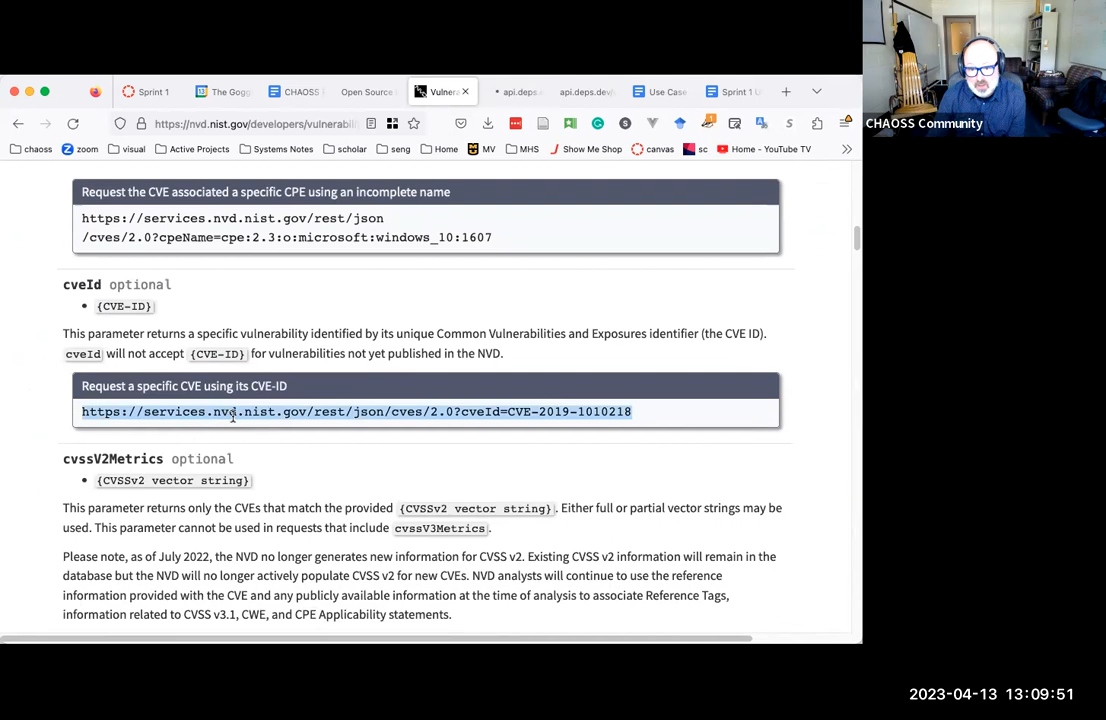 Sprint 1
The Gogg
CHAOSS
Open Source
Vulnera
api.deps.
api.deps.dev/
Use Case
Sprint 1 U
https://nvd.nist.gov/developers/vulnerabili
CHAOSS Community
chaoss
zoom
visual
Active Projects
Systems Notes
scholar
seng
Home
MV
MHS
Show Me Shop
canvas
sc
Home - YouTube TV
Request the CVE associated a specific CPE using an incomplete name
https://services.nvd.nist.gov/rest/json
/cves/2.0?cpeName=cpe:2.3:o:microsoft:windows_10:1607
cveId optional
{CVE-ID}
This parameter returns a specific vulnerability identified by its unique Common Vulnerabilities and Exposures identifier (the CVE ID).
cveId will not accept {CVE-ID} for vulnerabilities not yet published in the NVD.
Request a specific CVE using its CVE-ID
https://services.nvd.nist.gov/rest/json/cves/2.0?cveId=CVE-2019-1010218
cvssV2Metrics optional
{CVSSv2 vector string}
This parameter returns only the CVEs that match the provided {CVSSv2 vector string}. Either full or partial vector strings may be
used. This parameter cannot be used in requests that include cvssV3Metrics.
Please note, as of July 2022, the NVD no longer generates new information for CVSS v2. Existing CVSS v2 information will remain in the
database but the NVD will no longer actively populate CVSS v2 for new CVEs. NVD analysts will continue to use the reference
information provided with the CVE and any publicly available information at the time of analysis to associate Reference Tags,
information related to CVSS v3.1, CWE, and CPE Applicability statements.
2023-04-13 13:09:51